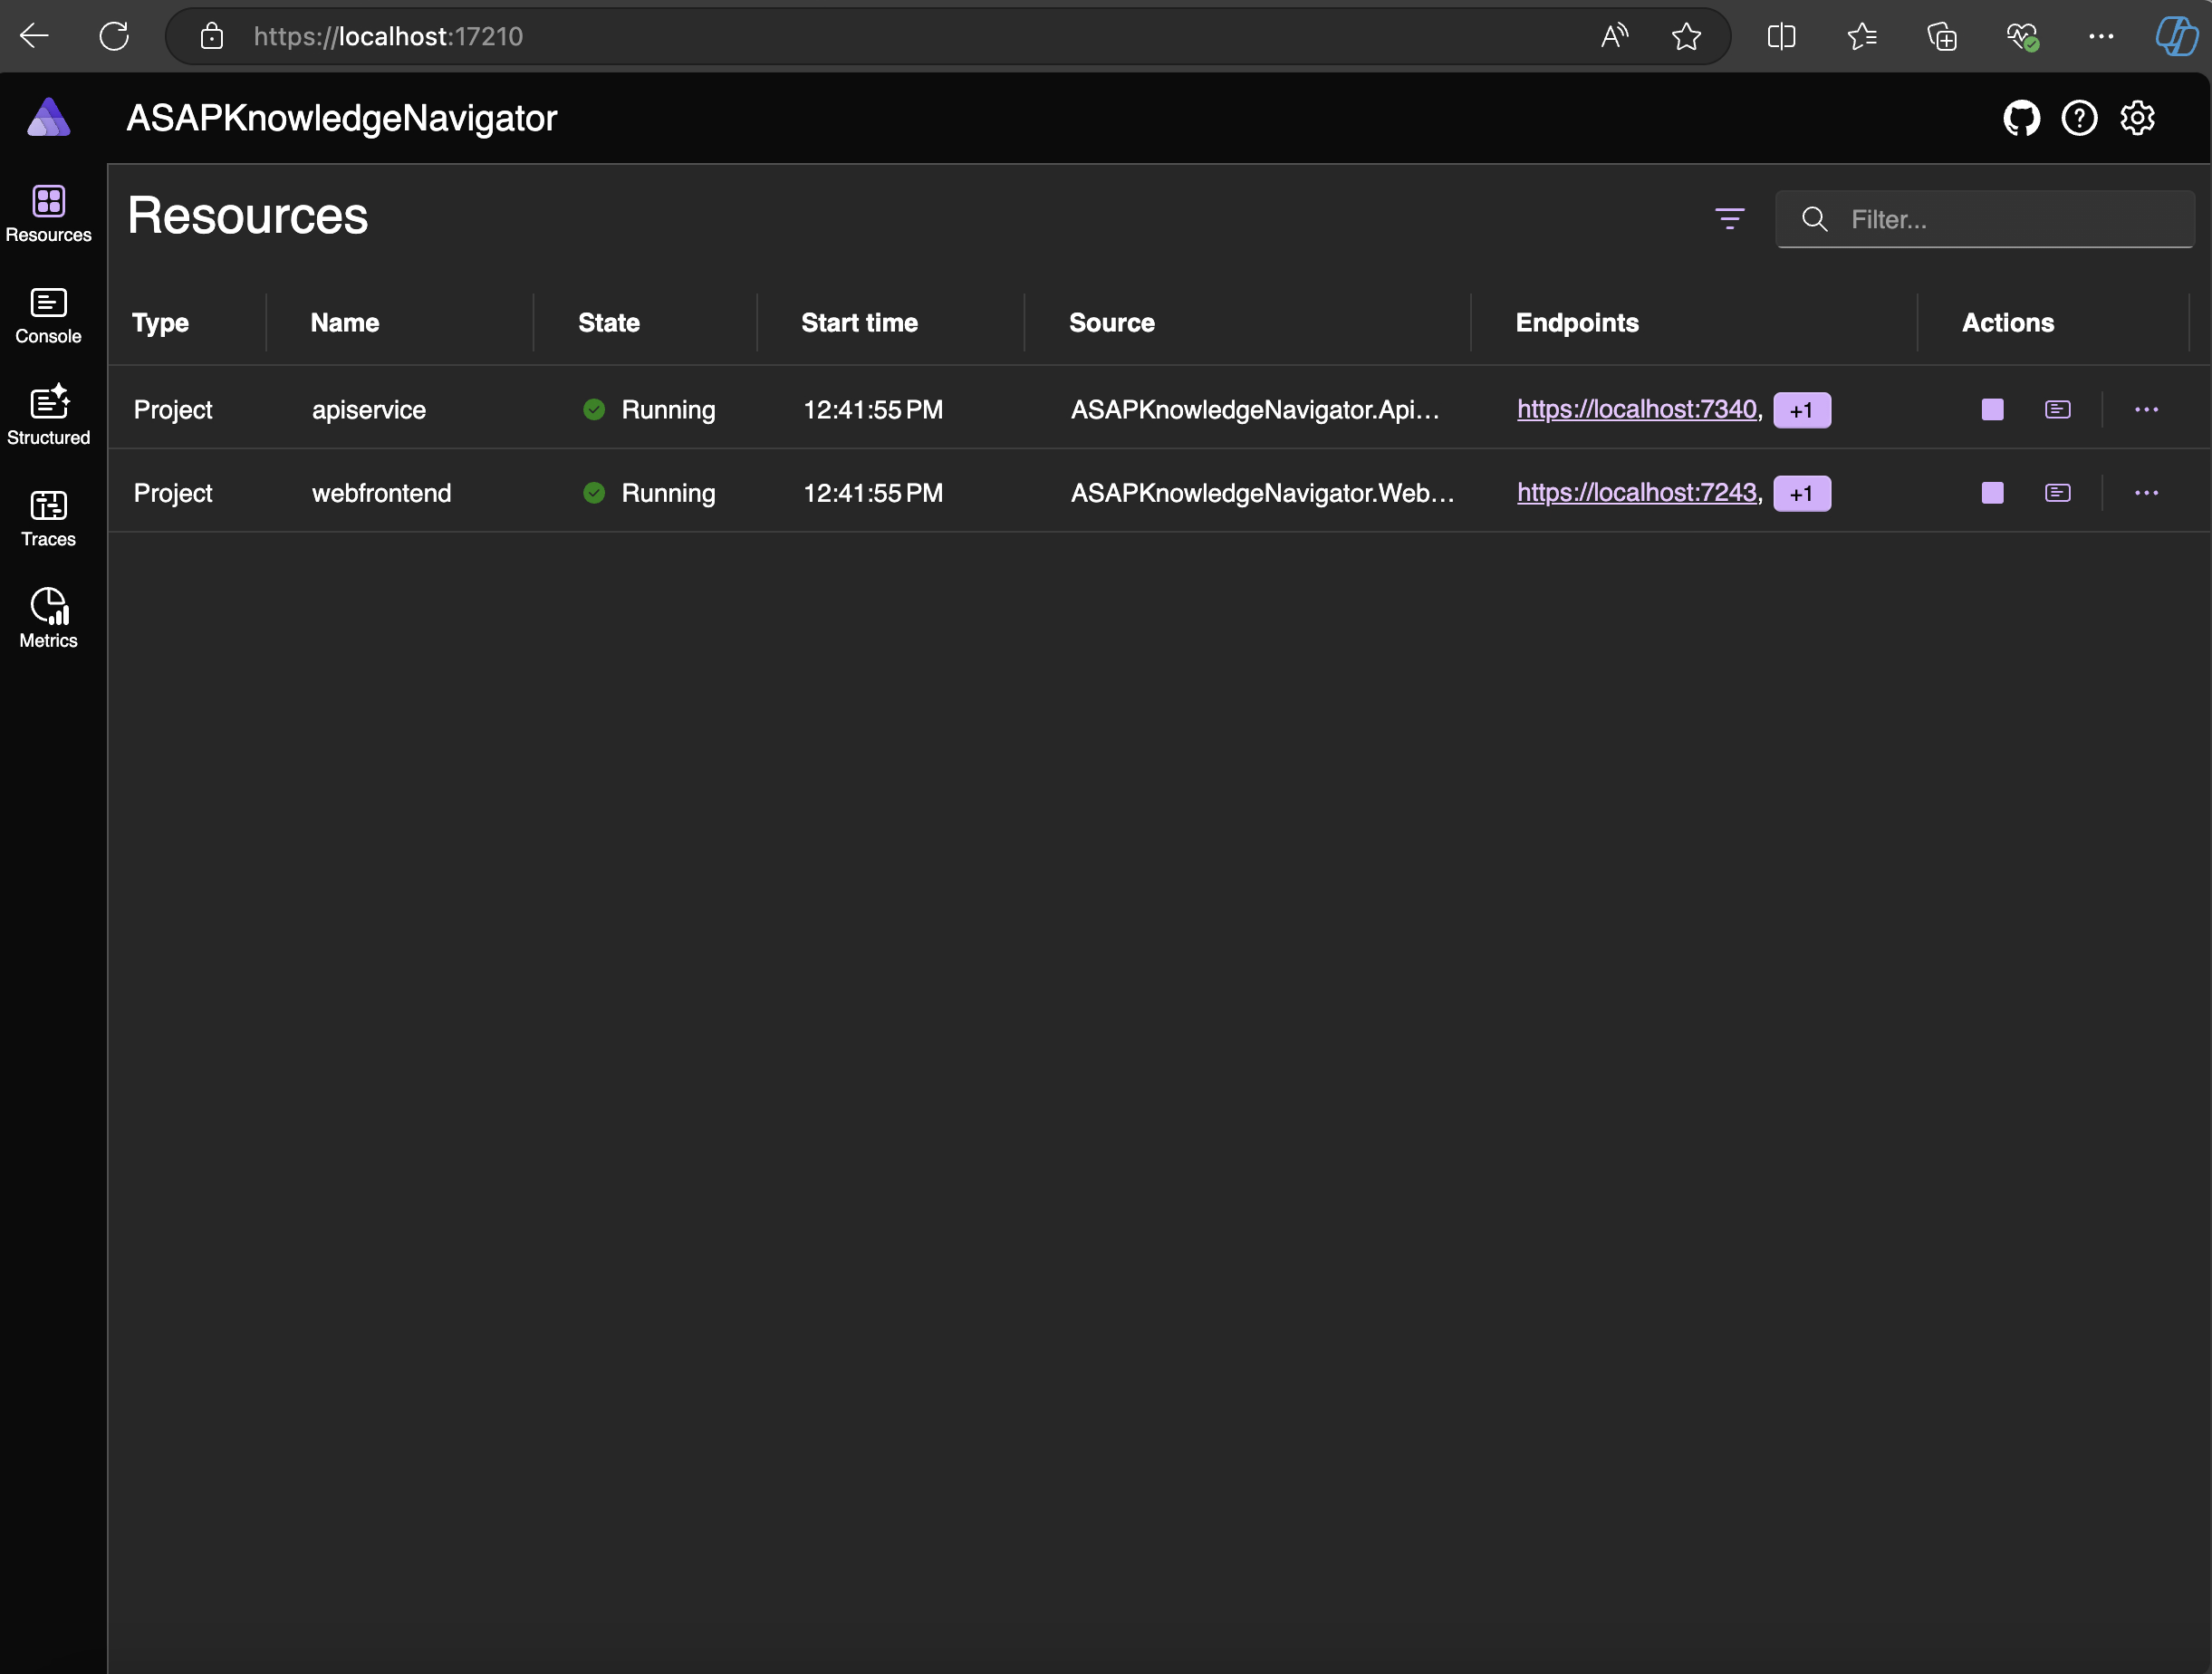 https://localhost:17210
ASAPKnowledgeNavigator
Resources
Console
Structured
Traces
Metrics
Resources
Filter...
Type Name State Start time Source Endpoints Actions
Project apiservice Running 12:41:55 PM ASAPKnowledgeNavigator.Api... https://localhost:7340, +1
Project webfrontend Running 12:41:55 PM ASAPKnowledgeNavigator.Web... https://localhost:7243, +1